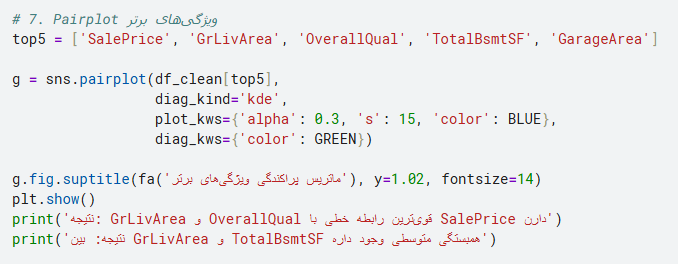 # 7. Pairplot ویژگی‌های برتر
top5 = ['SalePrice', 'GrLivArea', 'OverallQual', 'TotalBsmtSF', 'GarageArea']
g = sns.pairplot(df_clean[top5],
diag_kind='kde',
plot_kws={'alpha': 0.3, 's': 15, 'color': BLUE},
diag_kws={'color': GREEN})
g.fig.suptitle(fa('ماتریس پراکندگی ویژگی‌های برتر'), y=1.02, fontsize=14)
plt.show()
print('نتیجه: GrLivArea و OverallQual قوی‌ترین رابطه خطی با SalePrice دارن')
print('نتیجه: بین GrLivArea و TotalBsmtSF همبستگی متوسطی وجود داره')